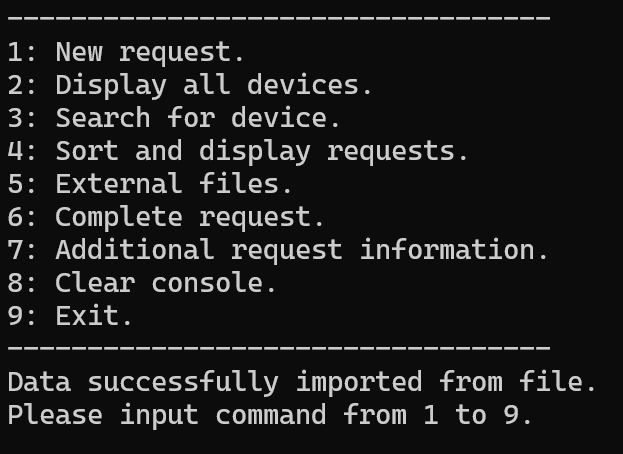 ----------------------------------
1: New request.
2: Display all devices.
3: Search for device.
4: Sort and display requests.
5: External files.
6: Complete request.
7: Additional request information.
8: Clear console.
9: Exit.
----------------------------------
Data successfully imported from file.
Please input command from 1 to 9.